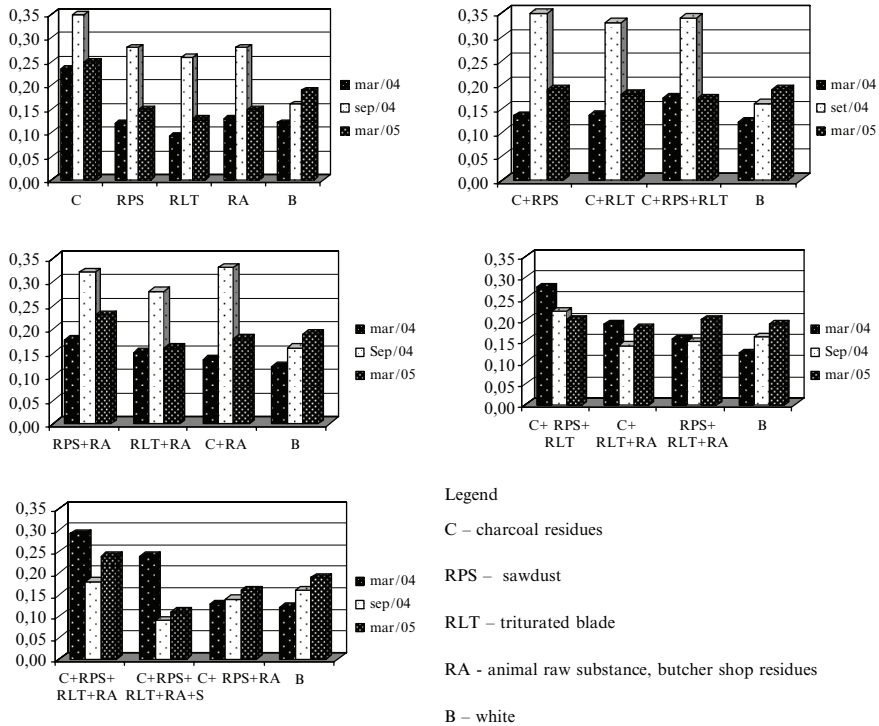 0,35
0,30
0,25
0,20
0,15
0,10
0,05
0,00
C RPS RLT RA B
mar/04
sep/04
mar/05
0,35
0,30
0,25
0,20
0,15
0,10
0,05
0,00
C+RPS C+RLT C+RPS+RLT B
mar/04
set/04
mar/05
0,35
0,30
0,25
0,20
0,15
0,10
0,05
0,00
RPS+RA RLT+RA C+RA B
mar/04
Sep/04
mar/05
0,35
0,30
0,25
0,20
0,15
0,10
0,05
0,00
C+ RPS+ C+ RPS+ B
RLT RLT+RA RLT+RA
mar/04
Sep/04
mar/05
0,35
0,30
0,25
0,20
0,15
0,10
0,05
0,00
C+RPS+ C+RPS+ C+ RPS+RA B
RLT+RA RLT+RA+S
mar/04
sep/04
mar/05
Legend
C – charcoal residues
RPS – sawdust
RLT – triturated blade
RA - animal raw substance, butcher shop residues
B – white